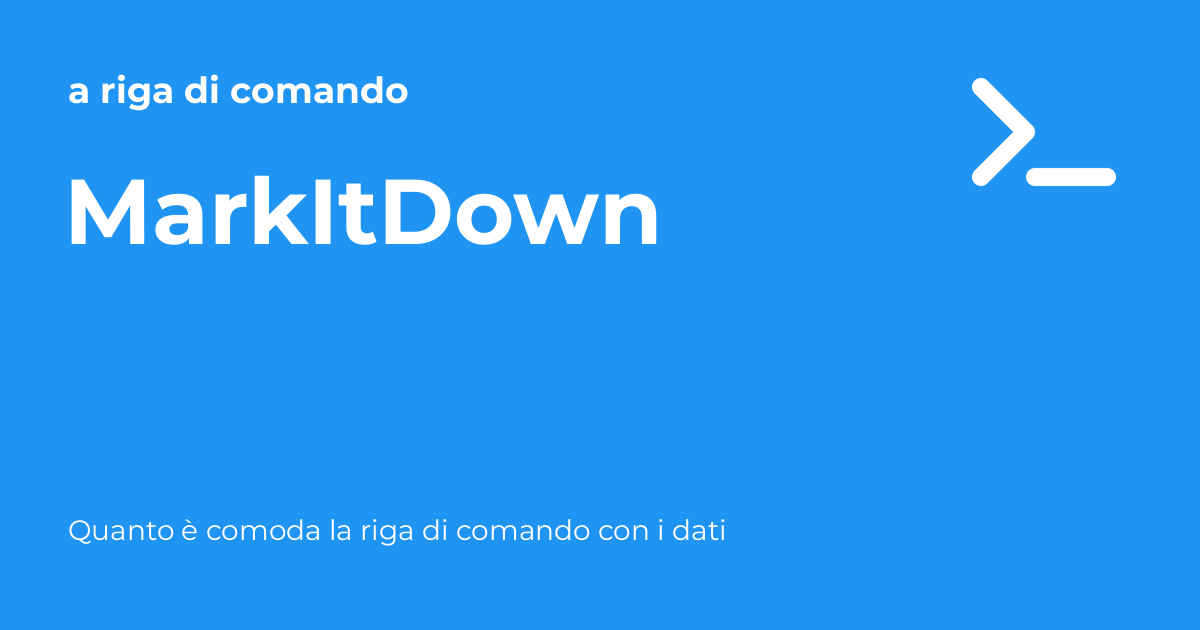 a riga di comando
MarkItDown
Quanto è comoda la riga di comando con i dati